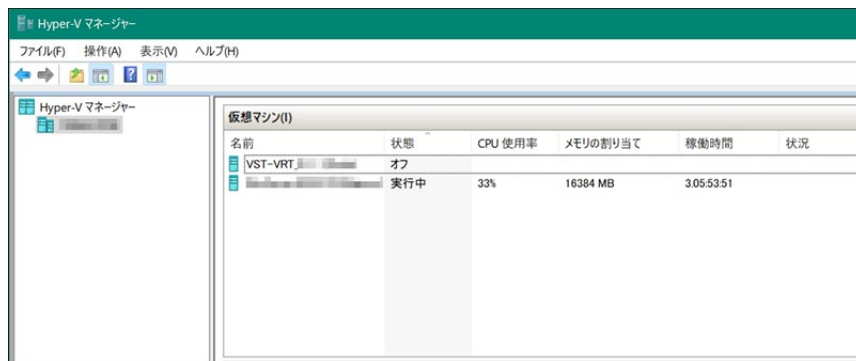 Hyper-V マネージャー
ファイル(F) 操作(A) 表示(V) ヘルプ(H)
Hyper-V マネージャー
仮想マシン(I)
名前 状態 CPU 使用率 メモリの割り当て 稼働時間 状況
VST-VRT_ オフ
実行中 33% 16384 MB 3.05:53:51